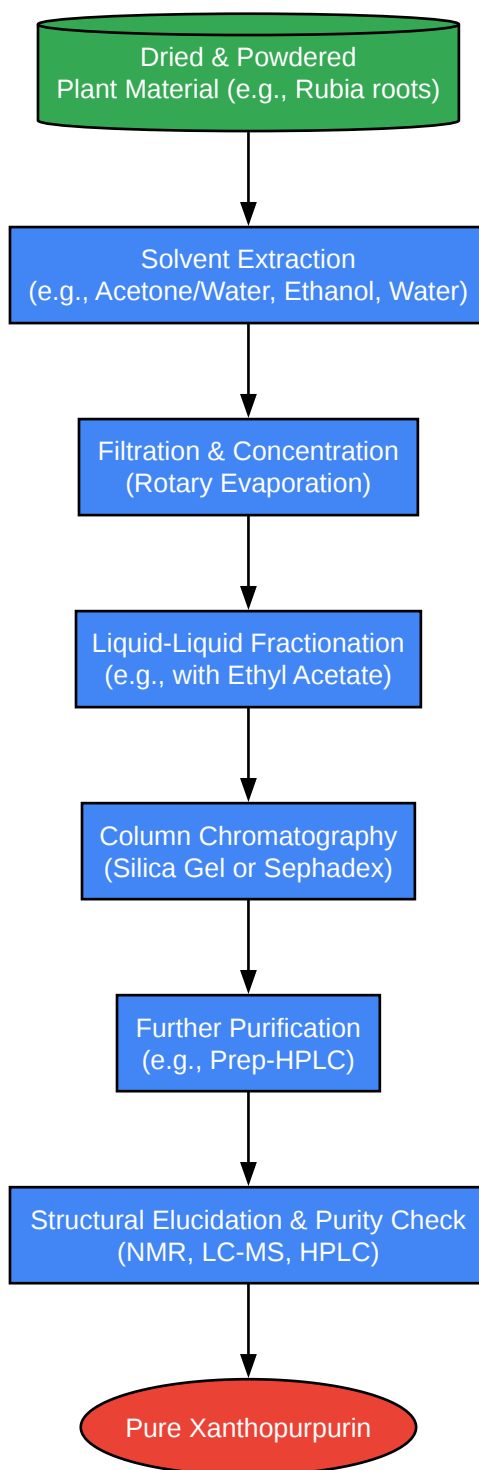 Dried & Powdered
Plant Material (e.g., Rubia roots)
Solvent Extraction
(e.g., Acetone/Water, Ethanol, Water)
Filtration & Concentration
(Rotary Evaporation)
Liquid-Liquid Fractionation
(e.g., with Ethyl Acetate)
Column Chromatography
(Silica Gel or Sephadex)
Further Purification
(e.g., Prep-HPLC)
Structural Elucidation & Purity Check
(NMR, LC-MS, HPLC)
Pure Xanthopurpurin